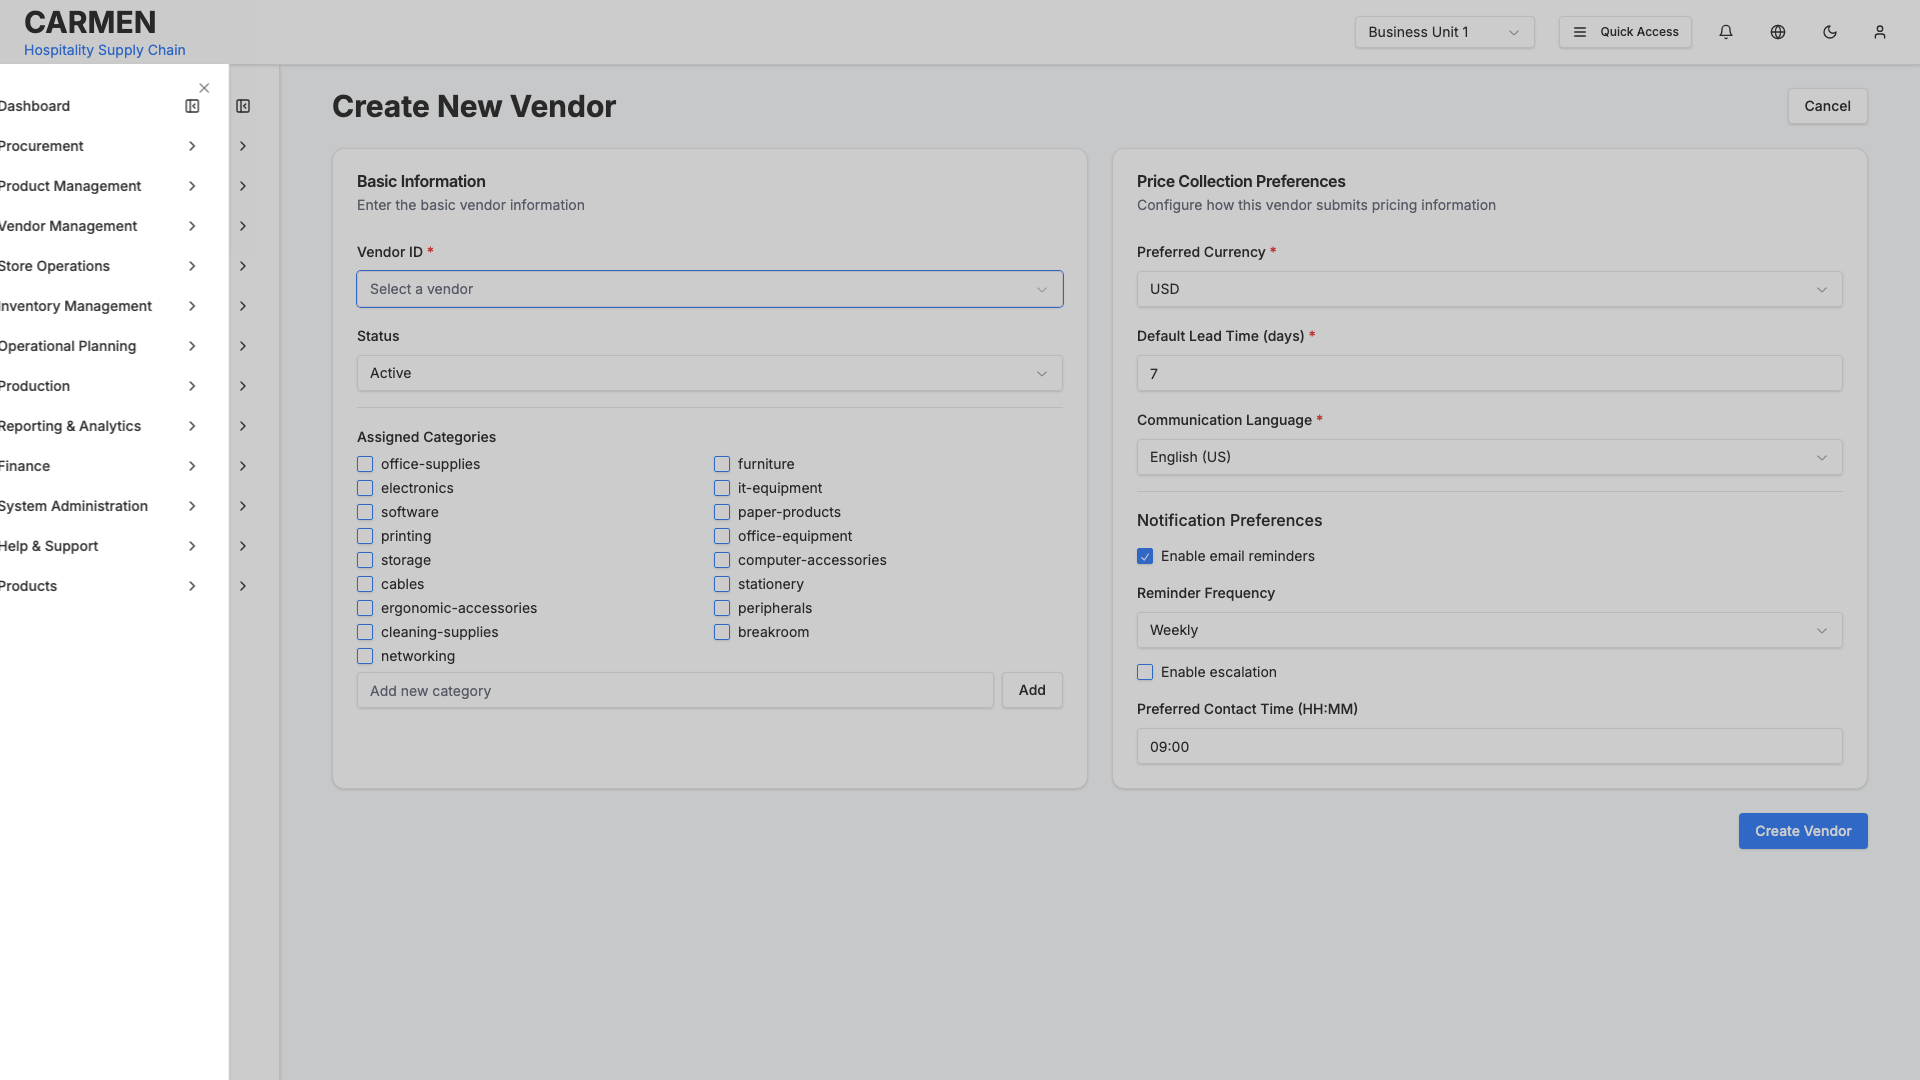 CARMEN
Hospitality Supply Chain
Business Unit 1
Quick Access
Dashboard
Procurement
Product Management
Vendor Management
Store Operations
Inventory Management
Operational Planning
Production
Reporting & Analytics
Finance
System Administration
Help & Support
Products
Create New Vendor
Cancel
Basic Information
Enter the basic vendor information
Vendor ID *
Select a vendor
Status
Active
Assigned Categories
office-supplies
furniture
electronics
it-equipment
software
paper-products
printing
office-equipment
storage
computer-accessories
cables
stationery
ergonomic-accessories
peripherals
cleaning-supplies
breakroom
networking
Add new category
Add
Price Collection Preferences
Configure how this vendor submits pricing information
Preferred Currency *
USD
Default Lead Time (days) *
7
Communication Language *
English (US)
Notification Preferences
Enable email reminders
Reminder Frequency
Weekly
Enable escalation
Preferred Contact Time (HH:MM)
09:00
Create Vendor